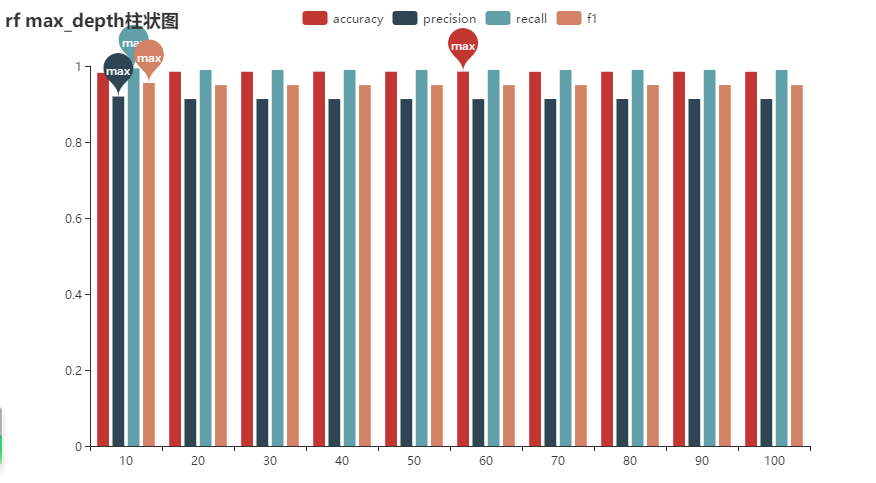 rf max_depth柱状图
accuracy precision recall f1
max
max
max
max
1
0.8
0.6
0.4
0.2
0
10 20 30 40 50 60 70 80 90 100